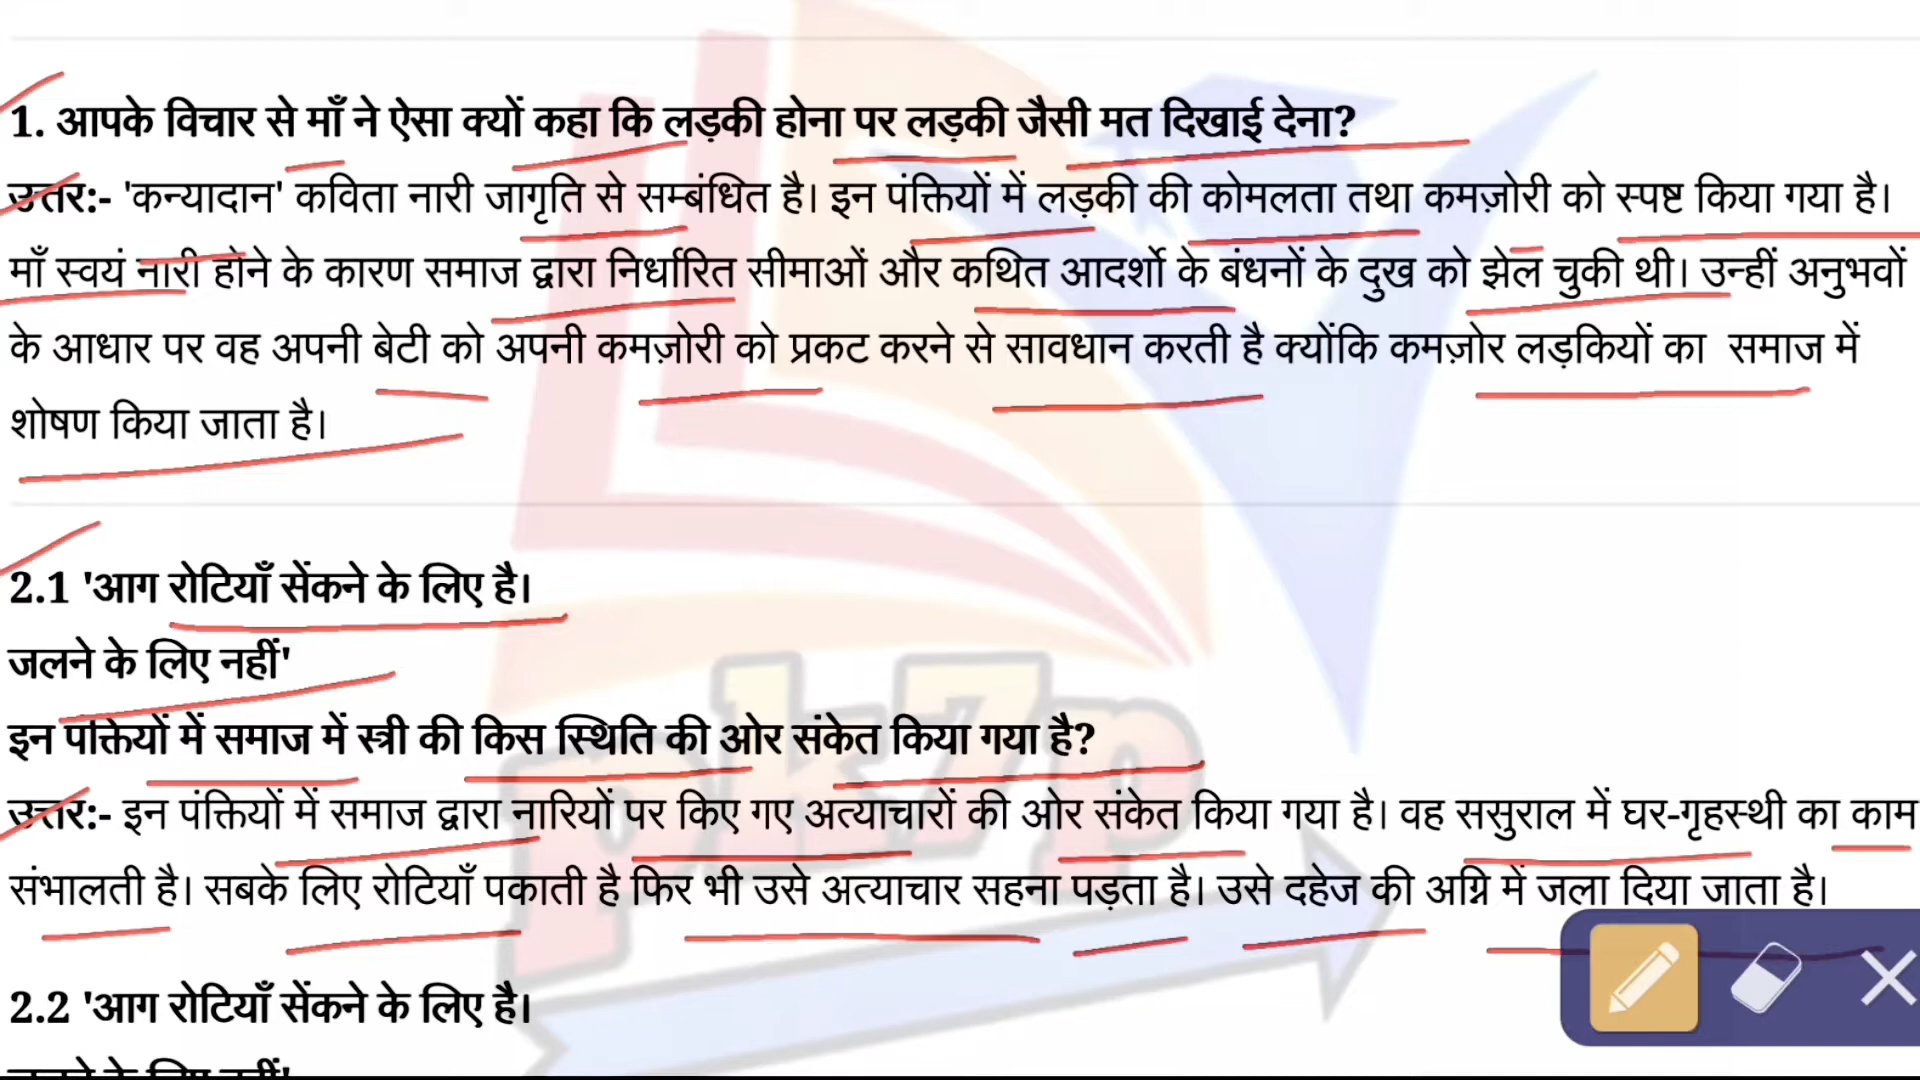 1. आपके विचार से माँ ने ऐसा क्यों कहा कि लड़की होना पर लड़की जैसी मत दिखाई देना?
उत्तर:- 'कन्यादान' कविता नारी जागृति से सम्बंधित है। इन पंक्तियों में लड़की की कोमलता तथा कमज़ोरी को स्पष्ट किया गया है।
माँ स्वयं नारी होने के कारण समाज द्वारा निर्धारित सीमाओं और कथित आदर्शो के बंधनों के दुख को झेल चुकी थी। उन्हीं अनुभवों
के आधार पर वह अपनी बेटी को अपनी कमज़ोरी को प्रकट करने से सावधान करती है क्योंकि कमज़ोर लड़कियों का समाज में
शोषण किया जाता है।
2.1 'आग रोटियाँ सेंकने के लिए है।
जलने के लिए नहीं'
इन पंक्तियों में समाज में स्त्री की किस स्थिति की ओर संकेत किया गया है?
उत्तर:- इन पंक्तियों में समाज द्वारा नारियों पर किए गए अत्याचारों की ओर संकेत किया गया है। वह ससुराल में घर-गृहस्थी का काम
संभालती है। सबके लिए रोटियाँ पकाती है फिर भी उसे अत्याचार सहना पड़ता है। उसे दहेज की अग्नि में जला दिया जाता है।
2.2 'आग रोटियाँ सेंकने के लिए है।
pk7p